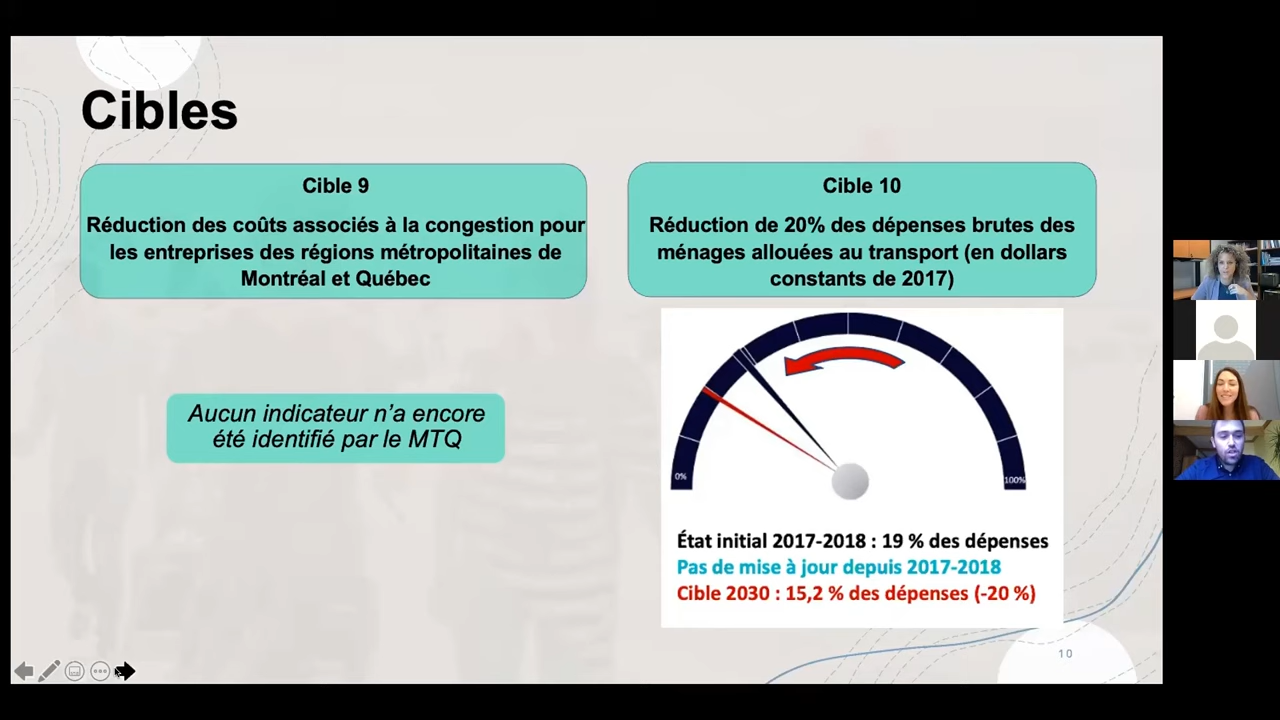 Cibles
Cible 9
Réduction des coûts associés à la congestion pour
les entreprises des régions métropolitaines de
Montréal et Québec
Aucun indicateur n'a encore
été identifié par le MTQ
Cible 10
Réduction de 20% des dépenses brutes des
ménages allouées au transport (en dollars
constants de 2017)
0%
100%
État initial 2017-2018 : 19 % des dépenses
Pas de mise à jour depuis 2017-2018
Cible 2030 : 15,2 % des dépenses (-20 %)
10